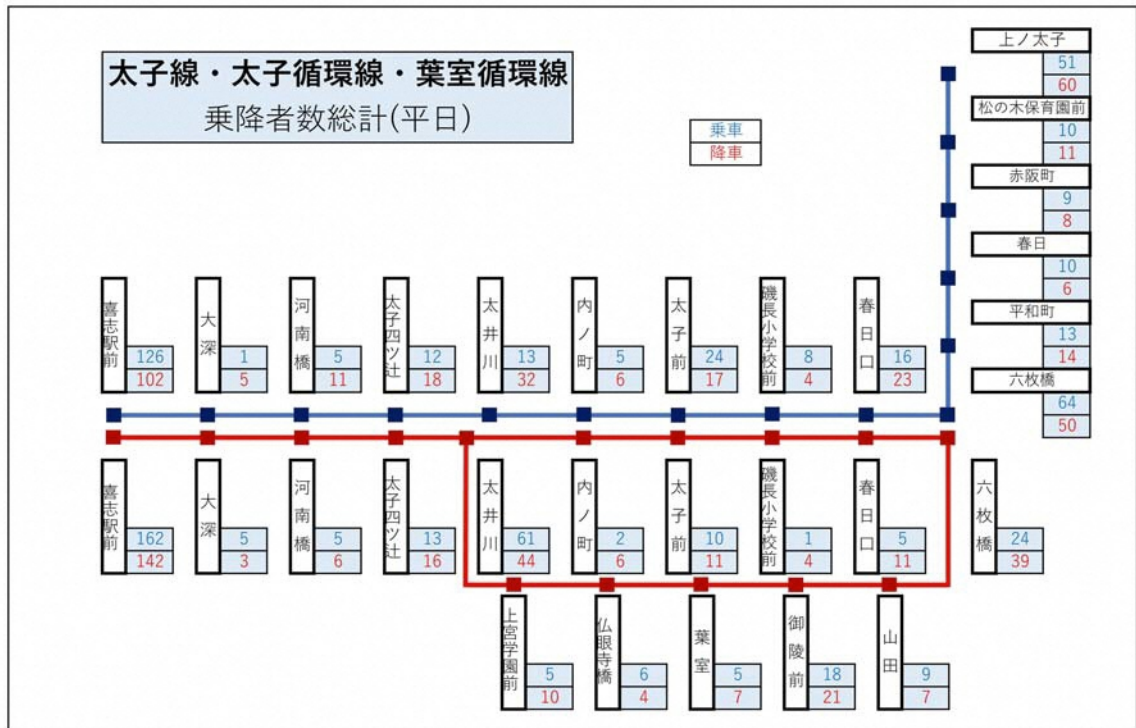 太子線・太子循環線・葉室循環線
乗降者数総計(平日)
乗車
降車
上ノ太子
51
60
松の木保育園前
10
11
赤阪町
9
8
春日
10
6
平和町
13
14
六枚橋
64
50
喜志駅前
126
102
大深
1
5
河南橋
5
11
太子四ツ辻
12
18
太井川
13
32
内ノ町
5
6
太子前
24
17
磯長小学校前
8
4
春日口
16
23
喜志駅前
162
142
大深
5
3
河南橋
5
6
太子四ツ辻
13
16
太井川
61
44
内ノ町
2
6
太子前
10
11
磯長小学校前
1
4
春日口
5
11
六枚橋
24
39
上宮学園前
5
10
仏眼寺橋
6
4
葉室
5
7
御陵前
18
21
山田
9
7